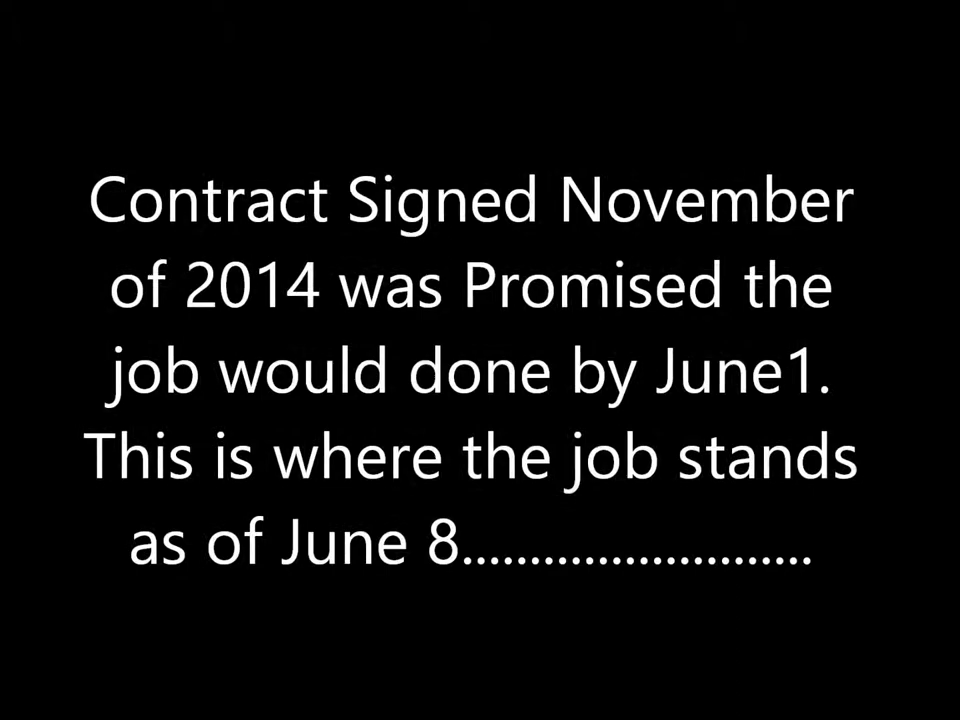 Contract Signed November
of 2014 was Promised the
job would done by June1.
This is where the job stands
as of June 8..........................